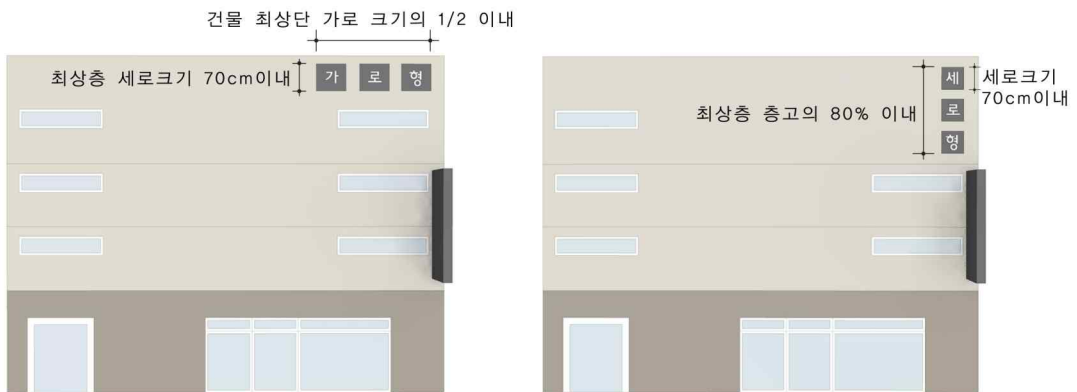 건물 최상단 가로 크기의 1/2 이내
최상층 세로크기 70cm이내
가 로 형
최상층 층고의 80% 이내
세
로
형
세로크기
70cm이내